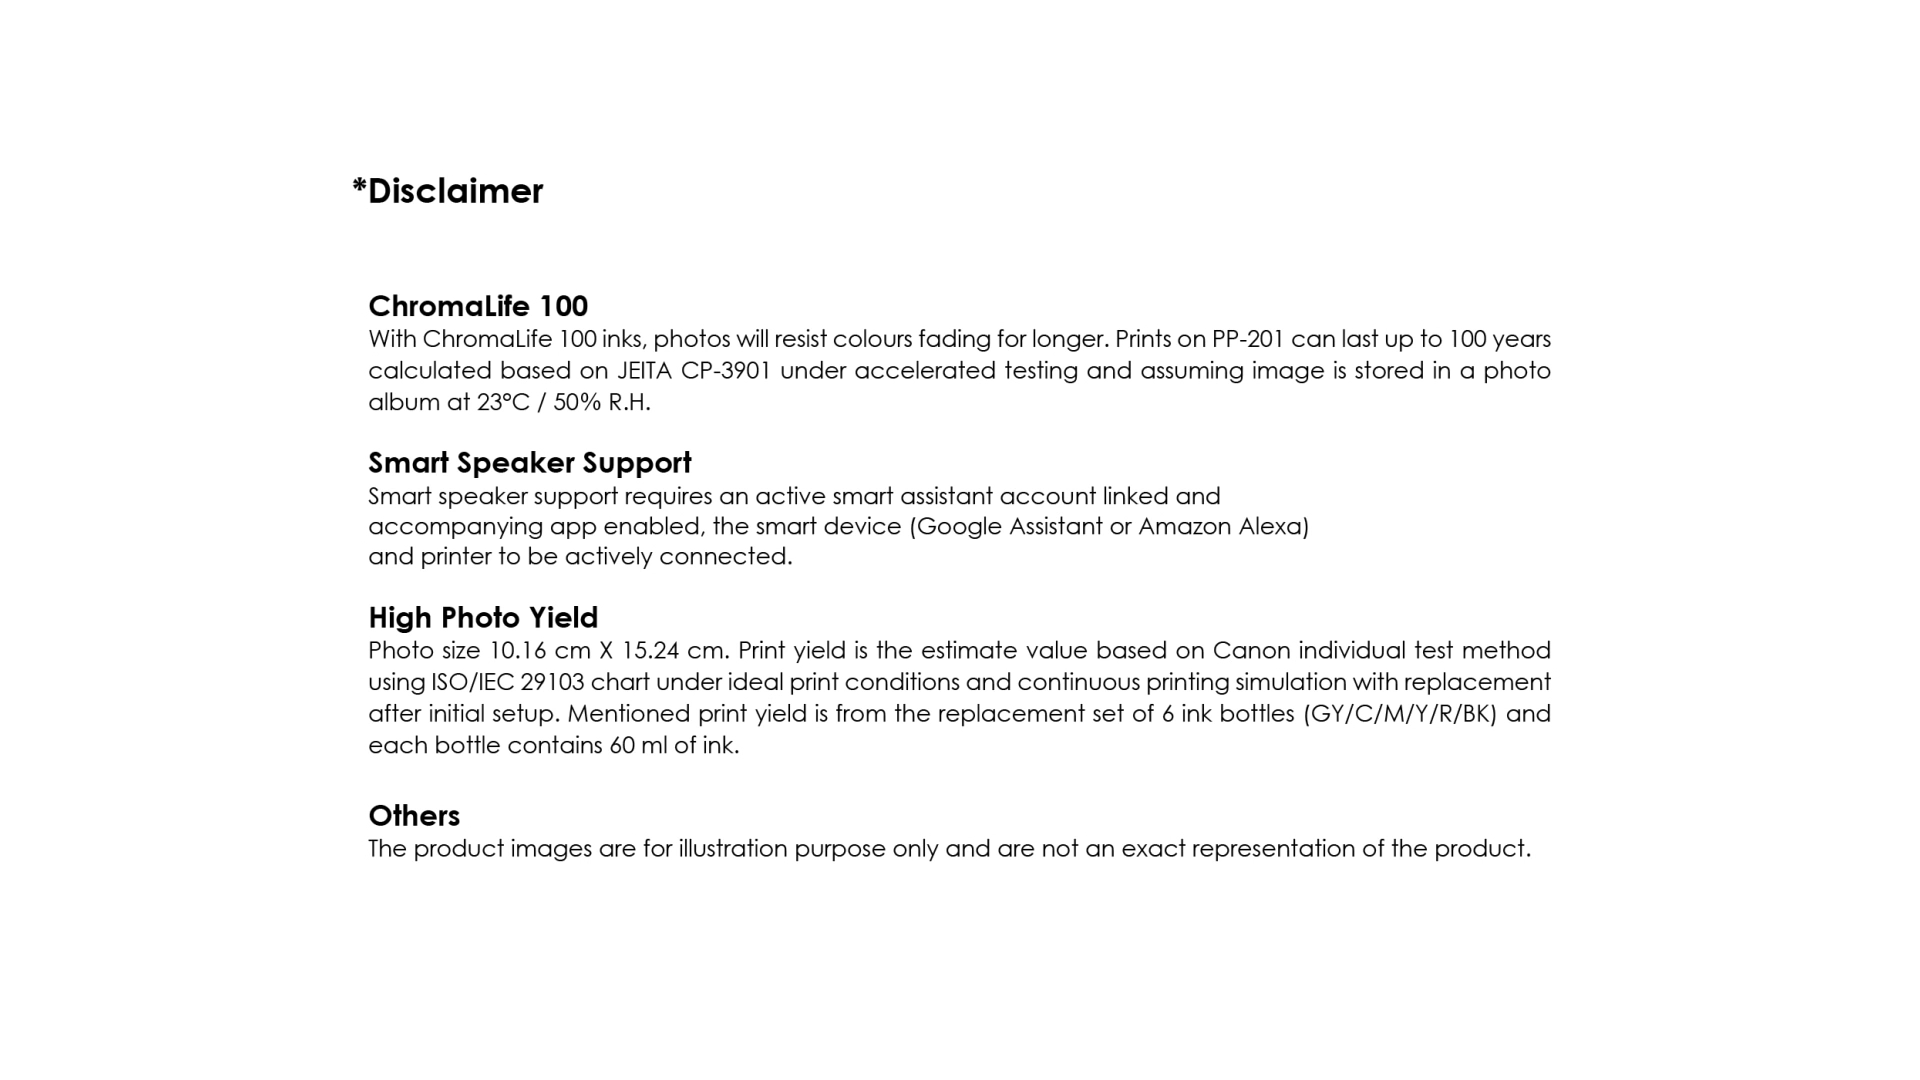 *Disclaimer
ChromaLife 100
With ChromaLife 100 inks, photos will resist colours fading for longer. Prints on PP-201 can last up to 100 years
calculated based on JEITA CP-3901 under accelerated testing and assuming image is stored in a photo
album at 23°C / 50% R.H.
Smart Speaker Support
Smart speaker support requires an active smart assistant account linked and
accompanying app enabled, the smart device (Google Assistant or Amazon Alexa)
and printer to be actively connected.
High Photo Yield
Photo size 10.16 cm X 15.24 cm. Print yield is the estimate value based on Canon individual test method
using ISO/IEC 29103 chart under ideal print conditions and continuous printing simulation with replacement
after initial setup. Mentioned print yield is from the replacement set of 6 ink bottles (GY/C/M/Y/R/BK) and
each bottle contains 60 ml of ink.
Others
The product images are for illustration purpose only and are not an exact representation of the product.